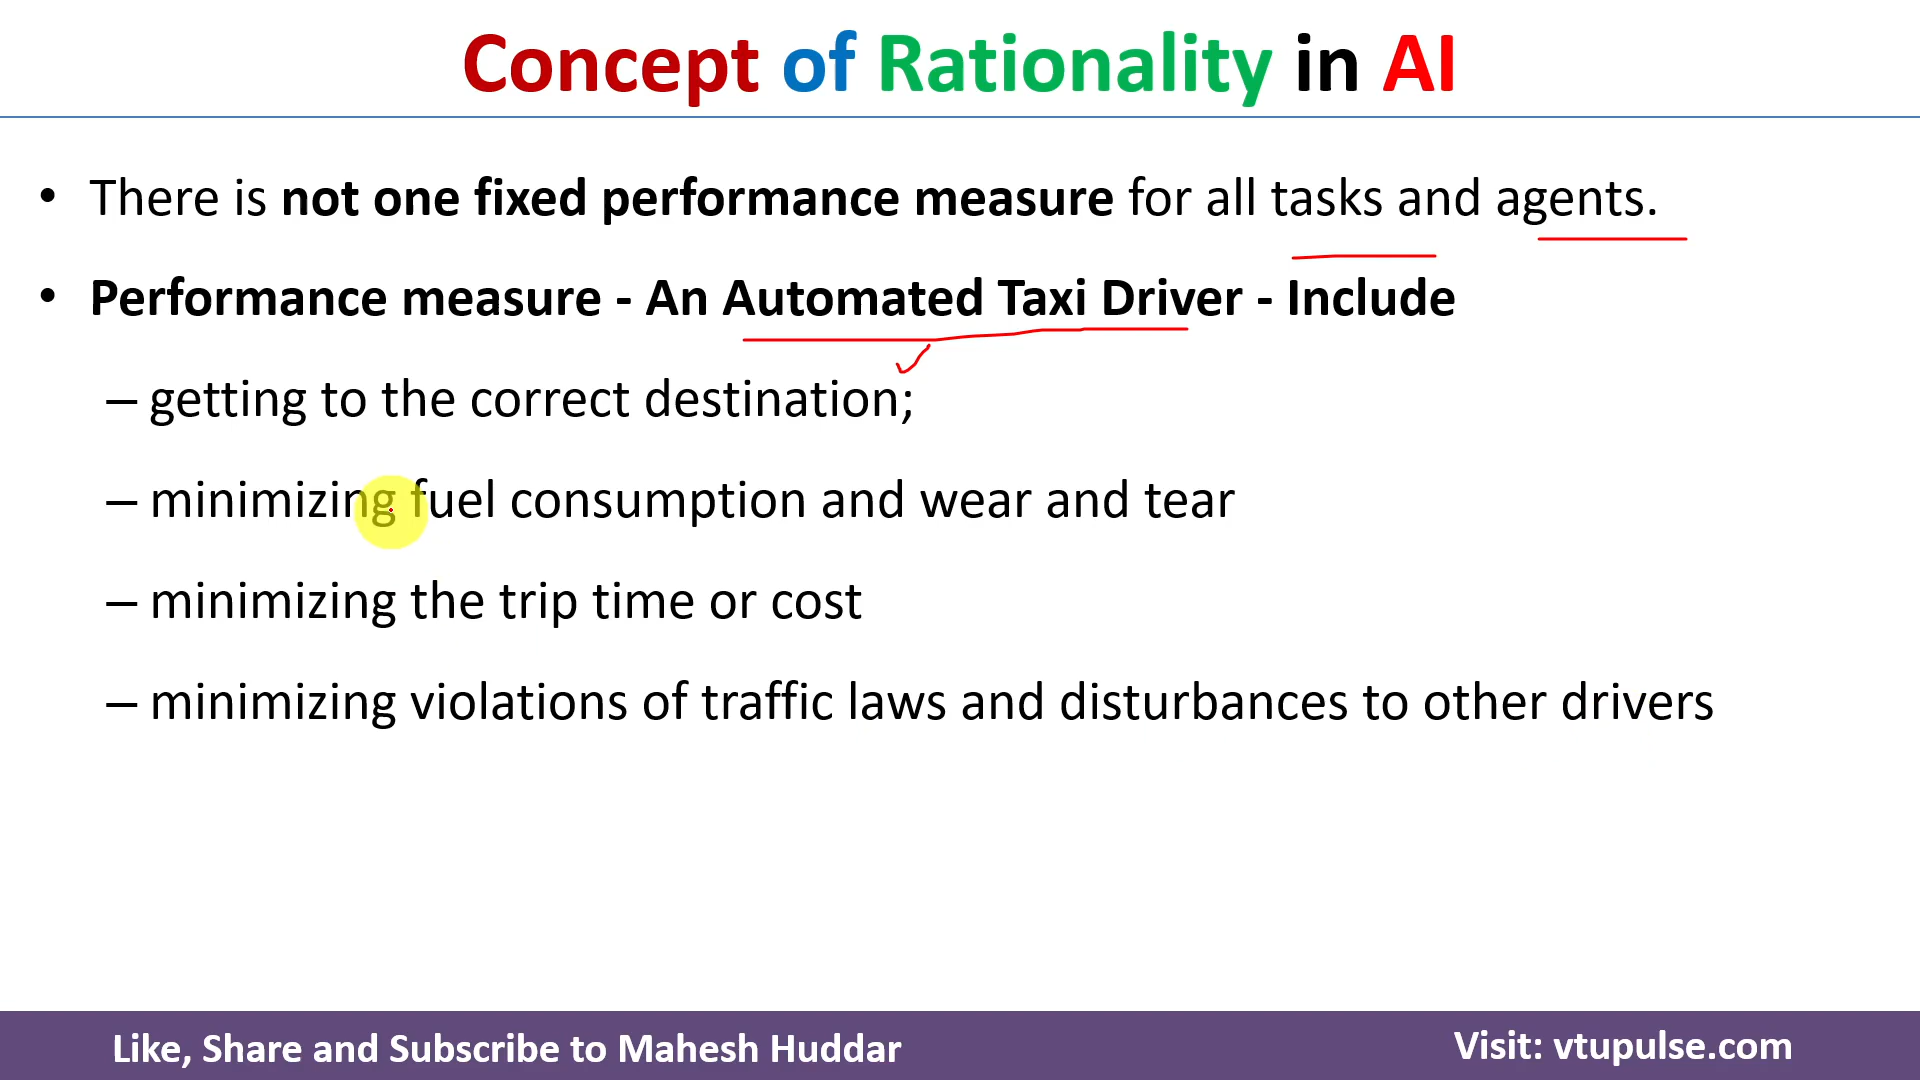 Concept of Rationality in AI
• There is not one fixed performance measure for all tasks and agents.
• Performance measure - An Automated Taxi Driver - Include
– getting to the correct destination;
– minimizing fuel consumption and wear and tear
– minimizing the trip time or cost
– minimizing violations of traffic laws and disturbances to other drivers
Like, Share and Subscribe to Mahesh Huddar
Visit: vtupulse.com